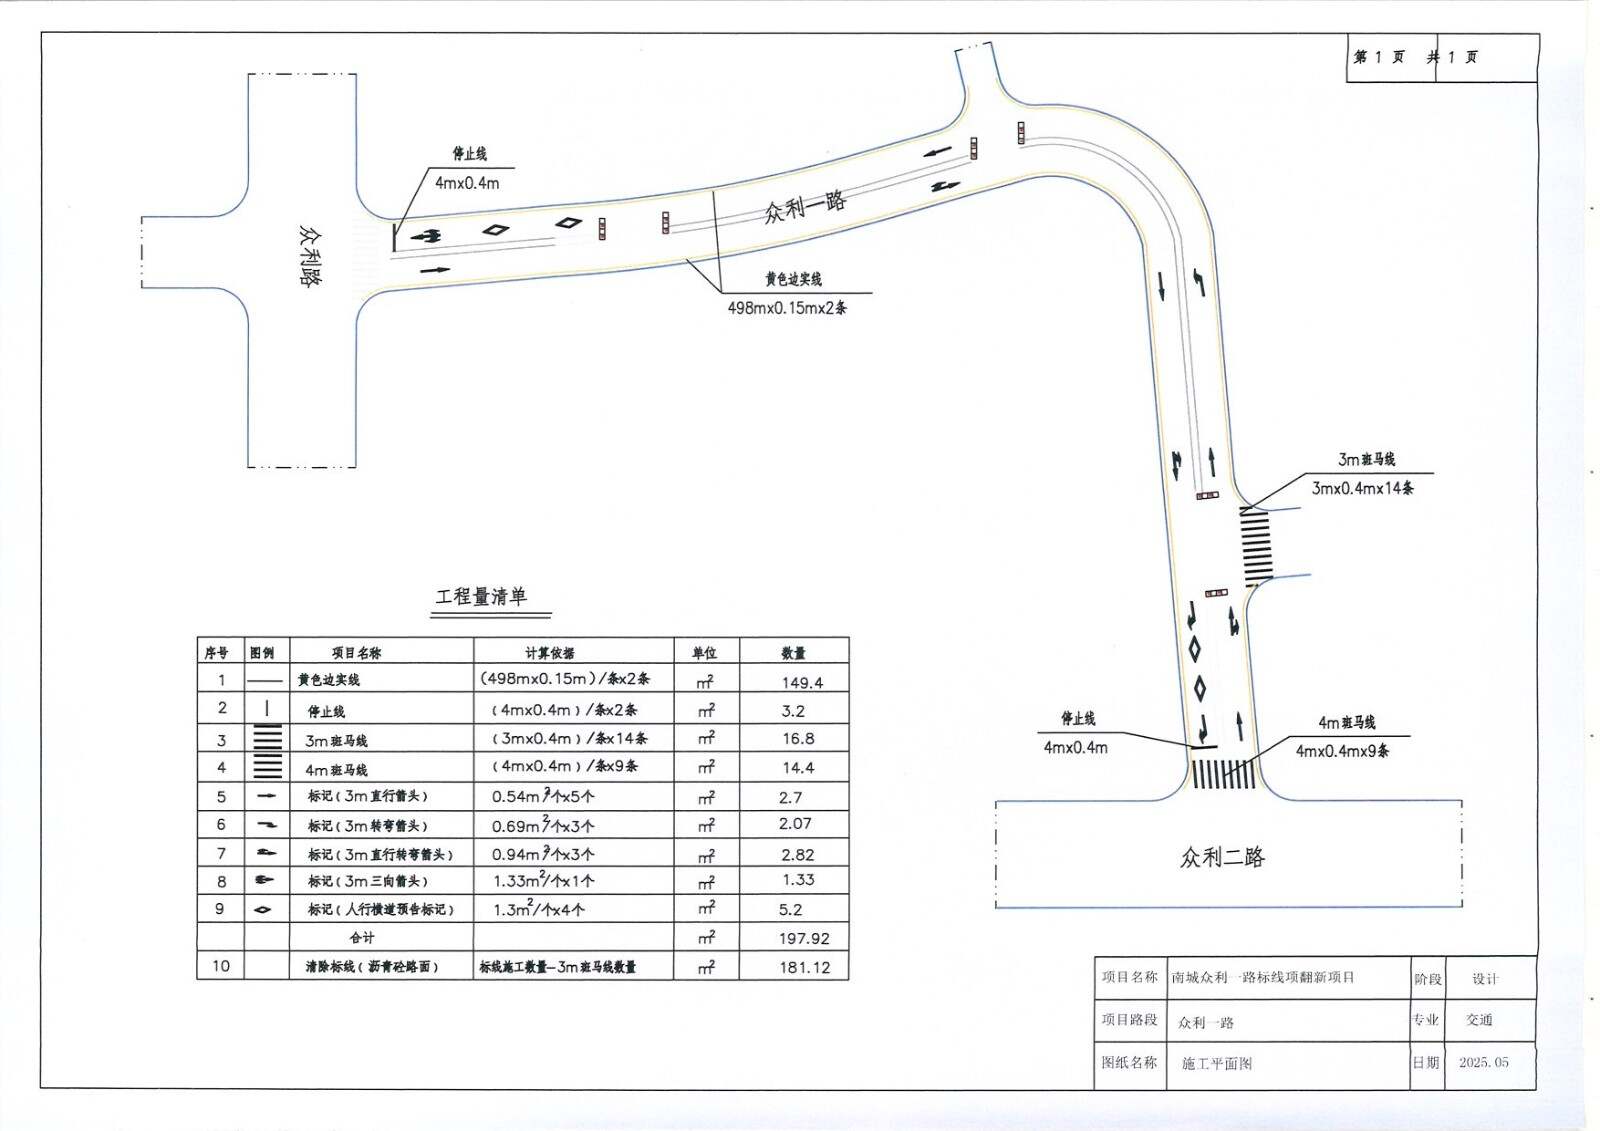 第 1 页 共 1 页
停止线
4mx0.4m
众利路
众利一路
黄色边实线
498mx0.15mx2条
3m斑马线
3mx0.4mx14条
停止线
4mx0.4m
4m斑马线
4mx0.4mx9条
众利二路
工程量清单
序号 图例 项目名称 计算依据 单位 数量
1 黄色边实线 (498mx0.15m)/条x2条 m² 149.4
2 停止线 (4mx0.4m)/条x2条 m² 3.2
3 3m斑马线 (3mx0.4m)/条x14条 m² 16.8
4 4m斑马线 (4mx0.4m)/条x9条 m² 14.4
5 标记(3m直行箭头) 0.54m²/个x5个 m² 2.7
6 标记(3m转弯箭头) 0.69m²/个x3个 m² 2.07
7 标记(3m直行转弯箭头) 0.94m²/个x3个 m² 2.82
8 标记(3m三向箭头) 1.33m²/个x1个 m² 1.33
9 标记(人行横道预告标记) 1.3m²/个x4个 m² 5.2
合计 m² 197.92
10 清除标线(沥青砼路面) 标线施工数量-3m斑马线数量 m² 181.12
项目名称 南城众利一路标线项翻新项目 阶段 设计
项目路段 众利一路 专业 交通
图纸名称 施工平面图 日期 2025.05